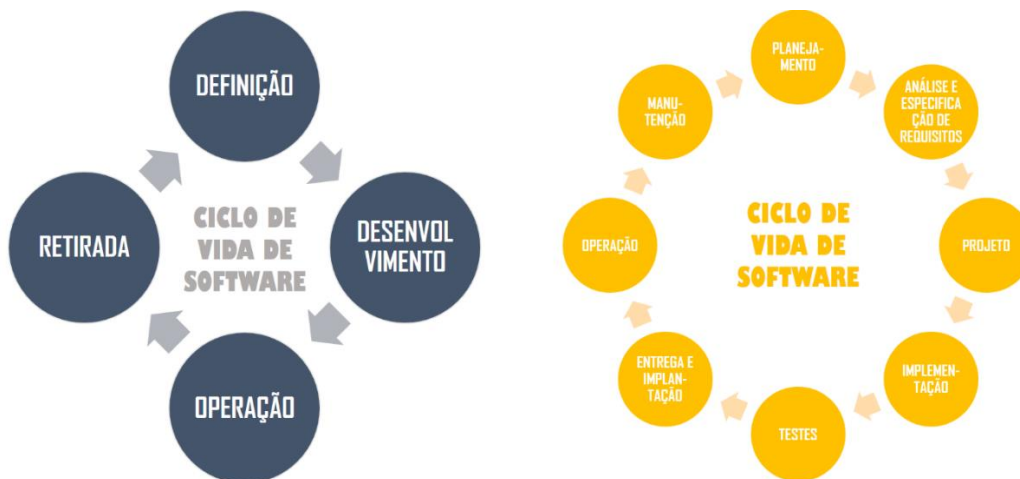 DEFINIÇÃO
DESENVOL
VIMENTO
OPERAÇÃO
RETIRADA
CICLO DE
VIDA DE
SOFTWARE
PLANEJA-
MENTO
ANÁLISE E
ESPECIFICA
ÇÃO DE
REQUISITOS
PROJETO
IMPLEMEN-
TAÇÃO
TESTES
ENTREGA E
IMPLAN-
TAÇÃO
OPERAÇÃO
MANU-
TENÇÃO
CICLO DE
VIDA DE
SOFTWARE